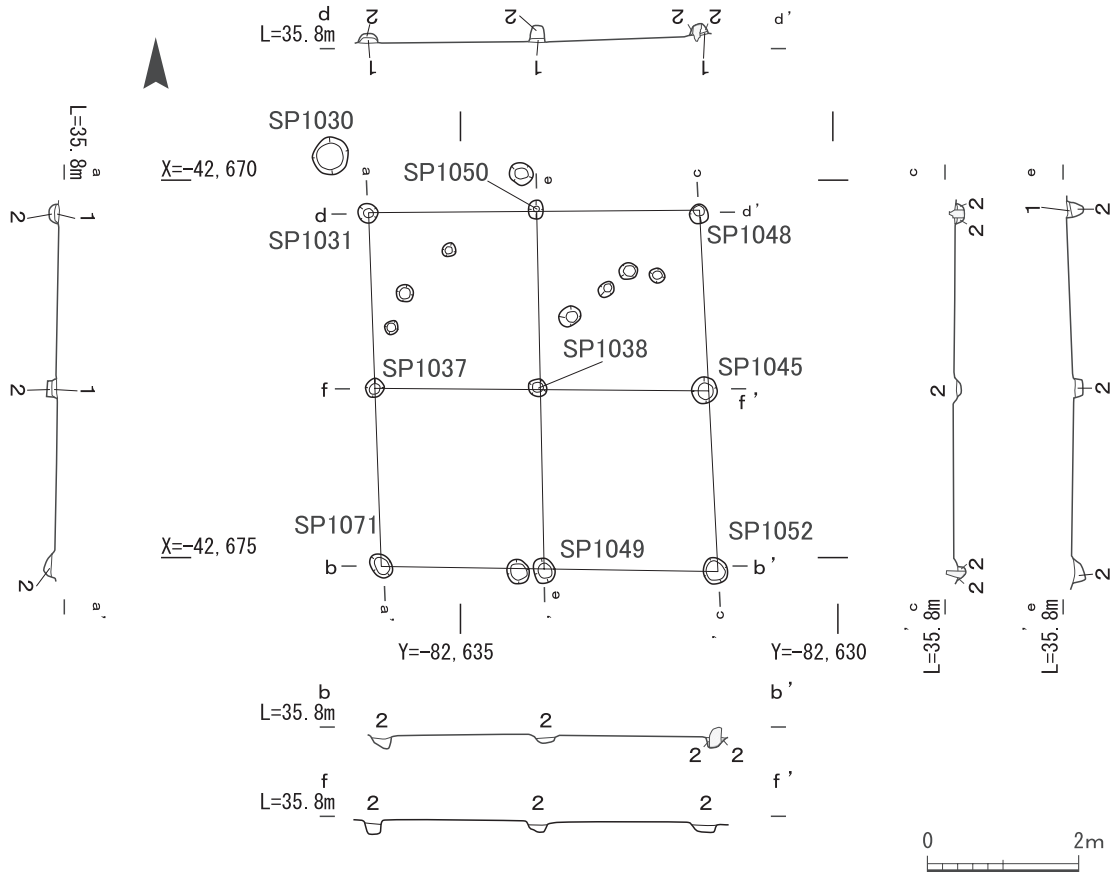 d
L=35.8m
2
2
2
2
d'
1
1
1
L=35.8m
a
SP1030
X=-42,670
a
SP1050
e
c
c
e
d
d'
SP1031
SP1048
2
1
2
2
1
2
SP1037
SP1038
SP1045
f
f'
2
1
2
2
SP1071
SP1049
SP1052
X=-42,675
b
b'
2
2
2
2
a'
a'
e'
c'
c'
L=35.8m
e'
L=35.8m
Y=-82,635
Y=-82,630
b
b'
L=35.8m
2
2
2
2
f
f'
L=35.8m
2
2
2
0
2m